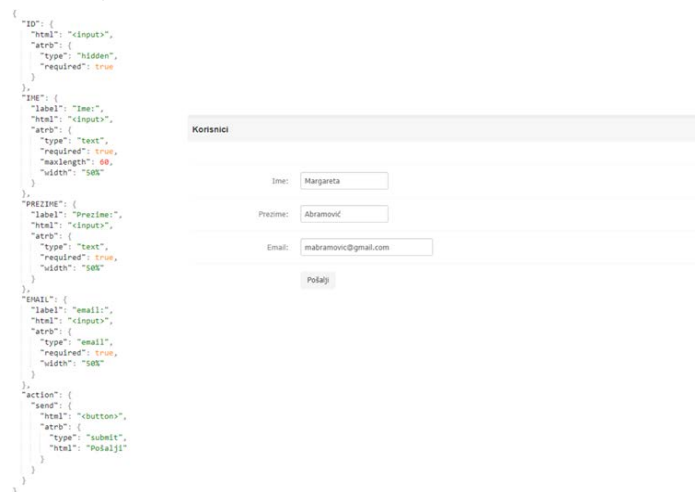 {
"ID": {
"html": "<input>",
"atrb": {
"type": "hidden",
"required": true
}
},
"IME": {
"label": "Ime:",
"html": "<input>",
"atrb": {
"type": "text",
"required": true,
"maxlength": 60,
"width": "50%"
}
},
"PREZIME": {
"label": "Prezime:",
"html": "<input>",
"atrb": {
"type": "text",
"required": true,
"width": "50%"
}
},
"EMAIL": {
"label": "email:",
"html": "<input>",
"atrb": {
"type": "email",
"required": true,
"width": "50%"
}
},
"action": {
"send": {
"html": "<button>",
"atrb": {
"type": "submit",
"html": "Pošalji"
}
}
}
}
Korisnici
Ime: Margareta
Prezime: Abramović
Email: mabramovic@gmail.com
Pošalji